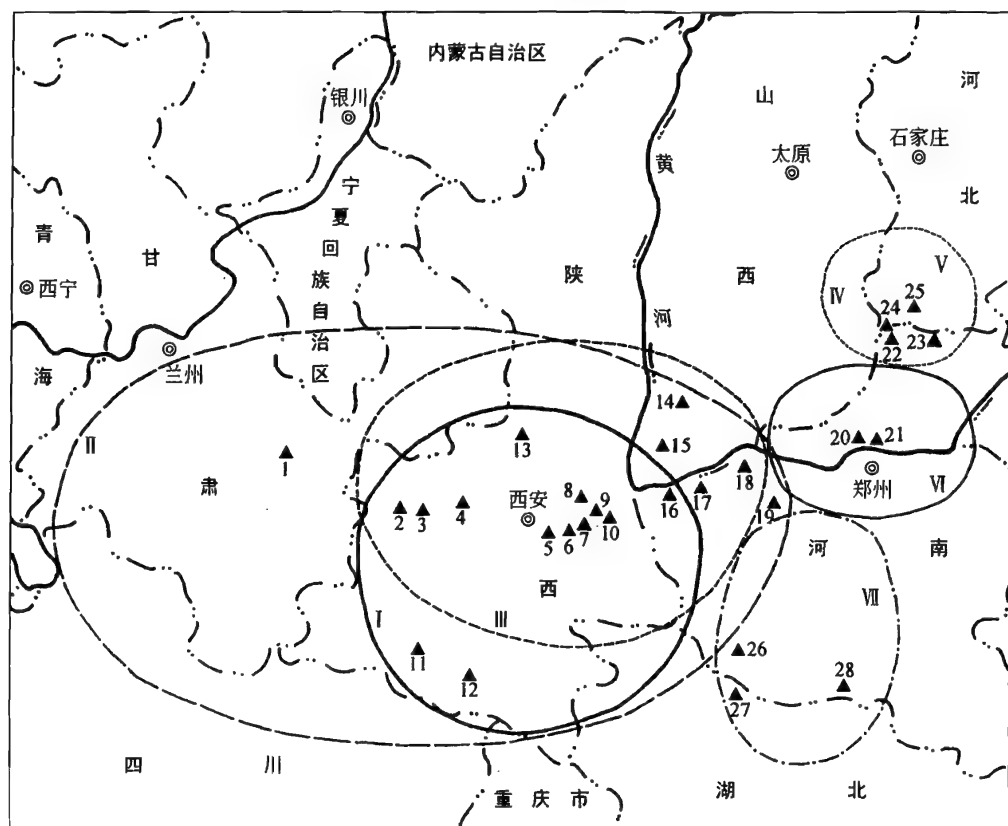 内蒙古自治区
银川
山
河
石家庄
太原
黄
北
宁夏回族自治区
青
甘
西宁
陕
西
Ⅴ
Ⅳ
25
24
22
23
河
海
兰州
Ⅱ
14
1
肃
13
15
20
21
18
郑州
Ⅵ
2
3
4
西安
8
9
10
5
6
7
16
17
19
河
南
西
Ⅶ
Ⅰ
Ⅲ
11
12
26
27
28
四
川
重庆市
湖
北